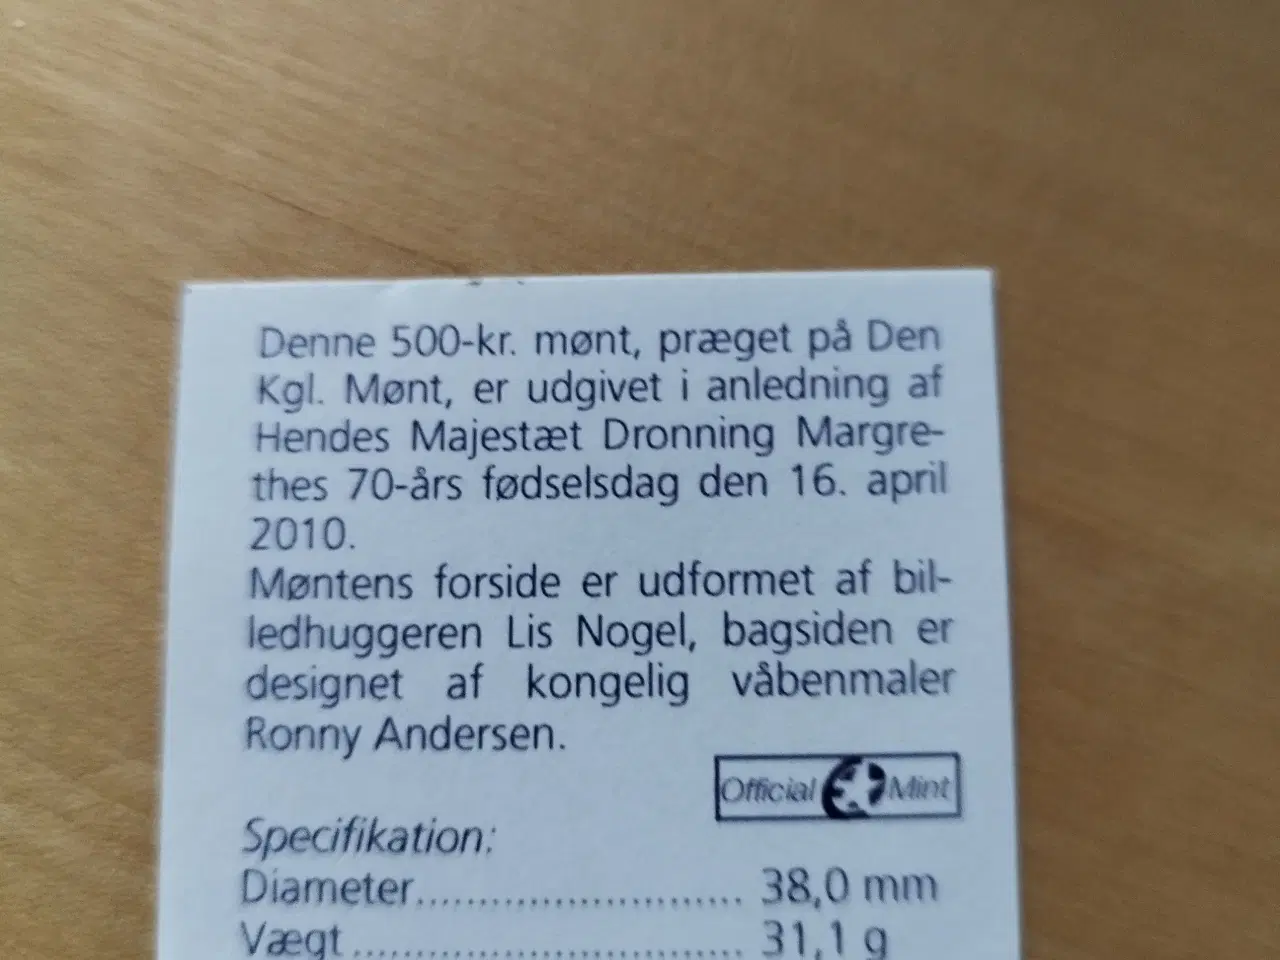 Denne 500-kr. mønt, præget på Den
Kgl. Mønt, er udgivet i anledning af
Hendes Majestæt Dronning Margre-
thes 70-års fødselsdag den 16. april
2010.
Møntens forside er udformet af bil-
ledhuggeren Lis Nogel, bagsiden er
designet af kongelig våbenmaler
Ronny Andersen.
Official Mint
Specifikation:
Diameter........................... 38,0 mm
Vægt................................ 31,1 g